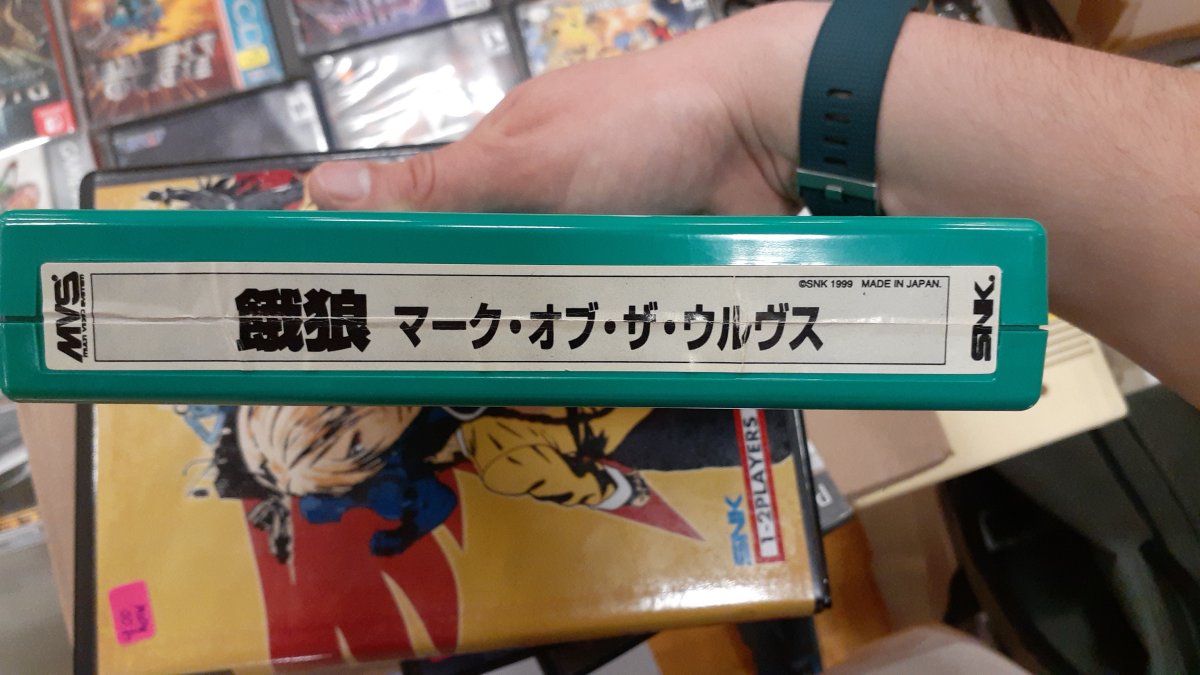 MVS
MULTI VIDEO SYSTEM
©SNK 1999 MADE IN JAPAN.
餓狼 マーク・オブ・ザ・ウルヴス
SNK.
SNK
1-2PLAYERS